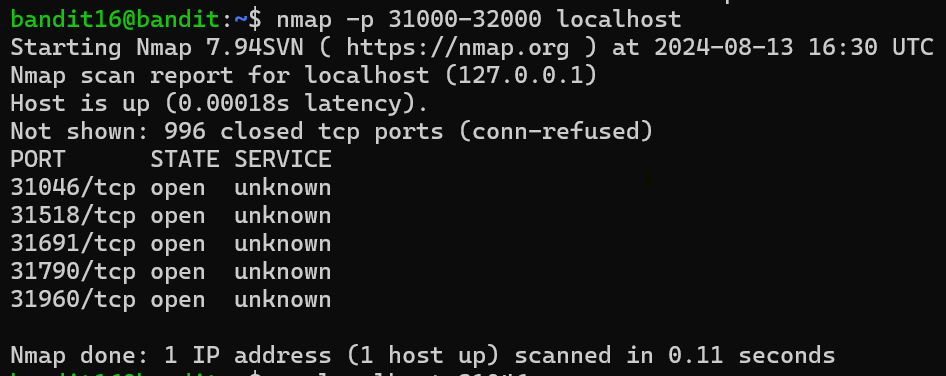 bandit16@bandit:~$ nmap -p 31000-32000 localhost
Starting Nmap 7.94SVN ( https://nmap.org ) at 2024-08-13 16:30 UTC
Nmap scan report for localhost (127.0.0.1)
Host is up (0.00018s latency).
Not shown: 996 closed tcp ports (conn-refused)
PORT      STATE SERVICE
31046/tcp open  unknown
31518/tcp open  unknown
31691/tcp open  unknown
31790/tcp open  unknown
31960/tcp open  unknown
Nmap done: 1 IP address (1 host up) scanned in 0.11 seconds